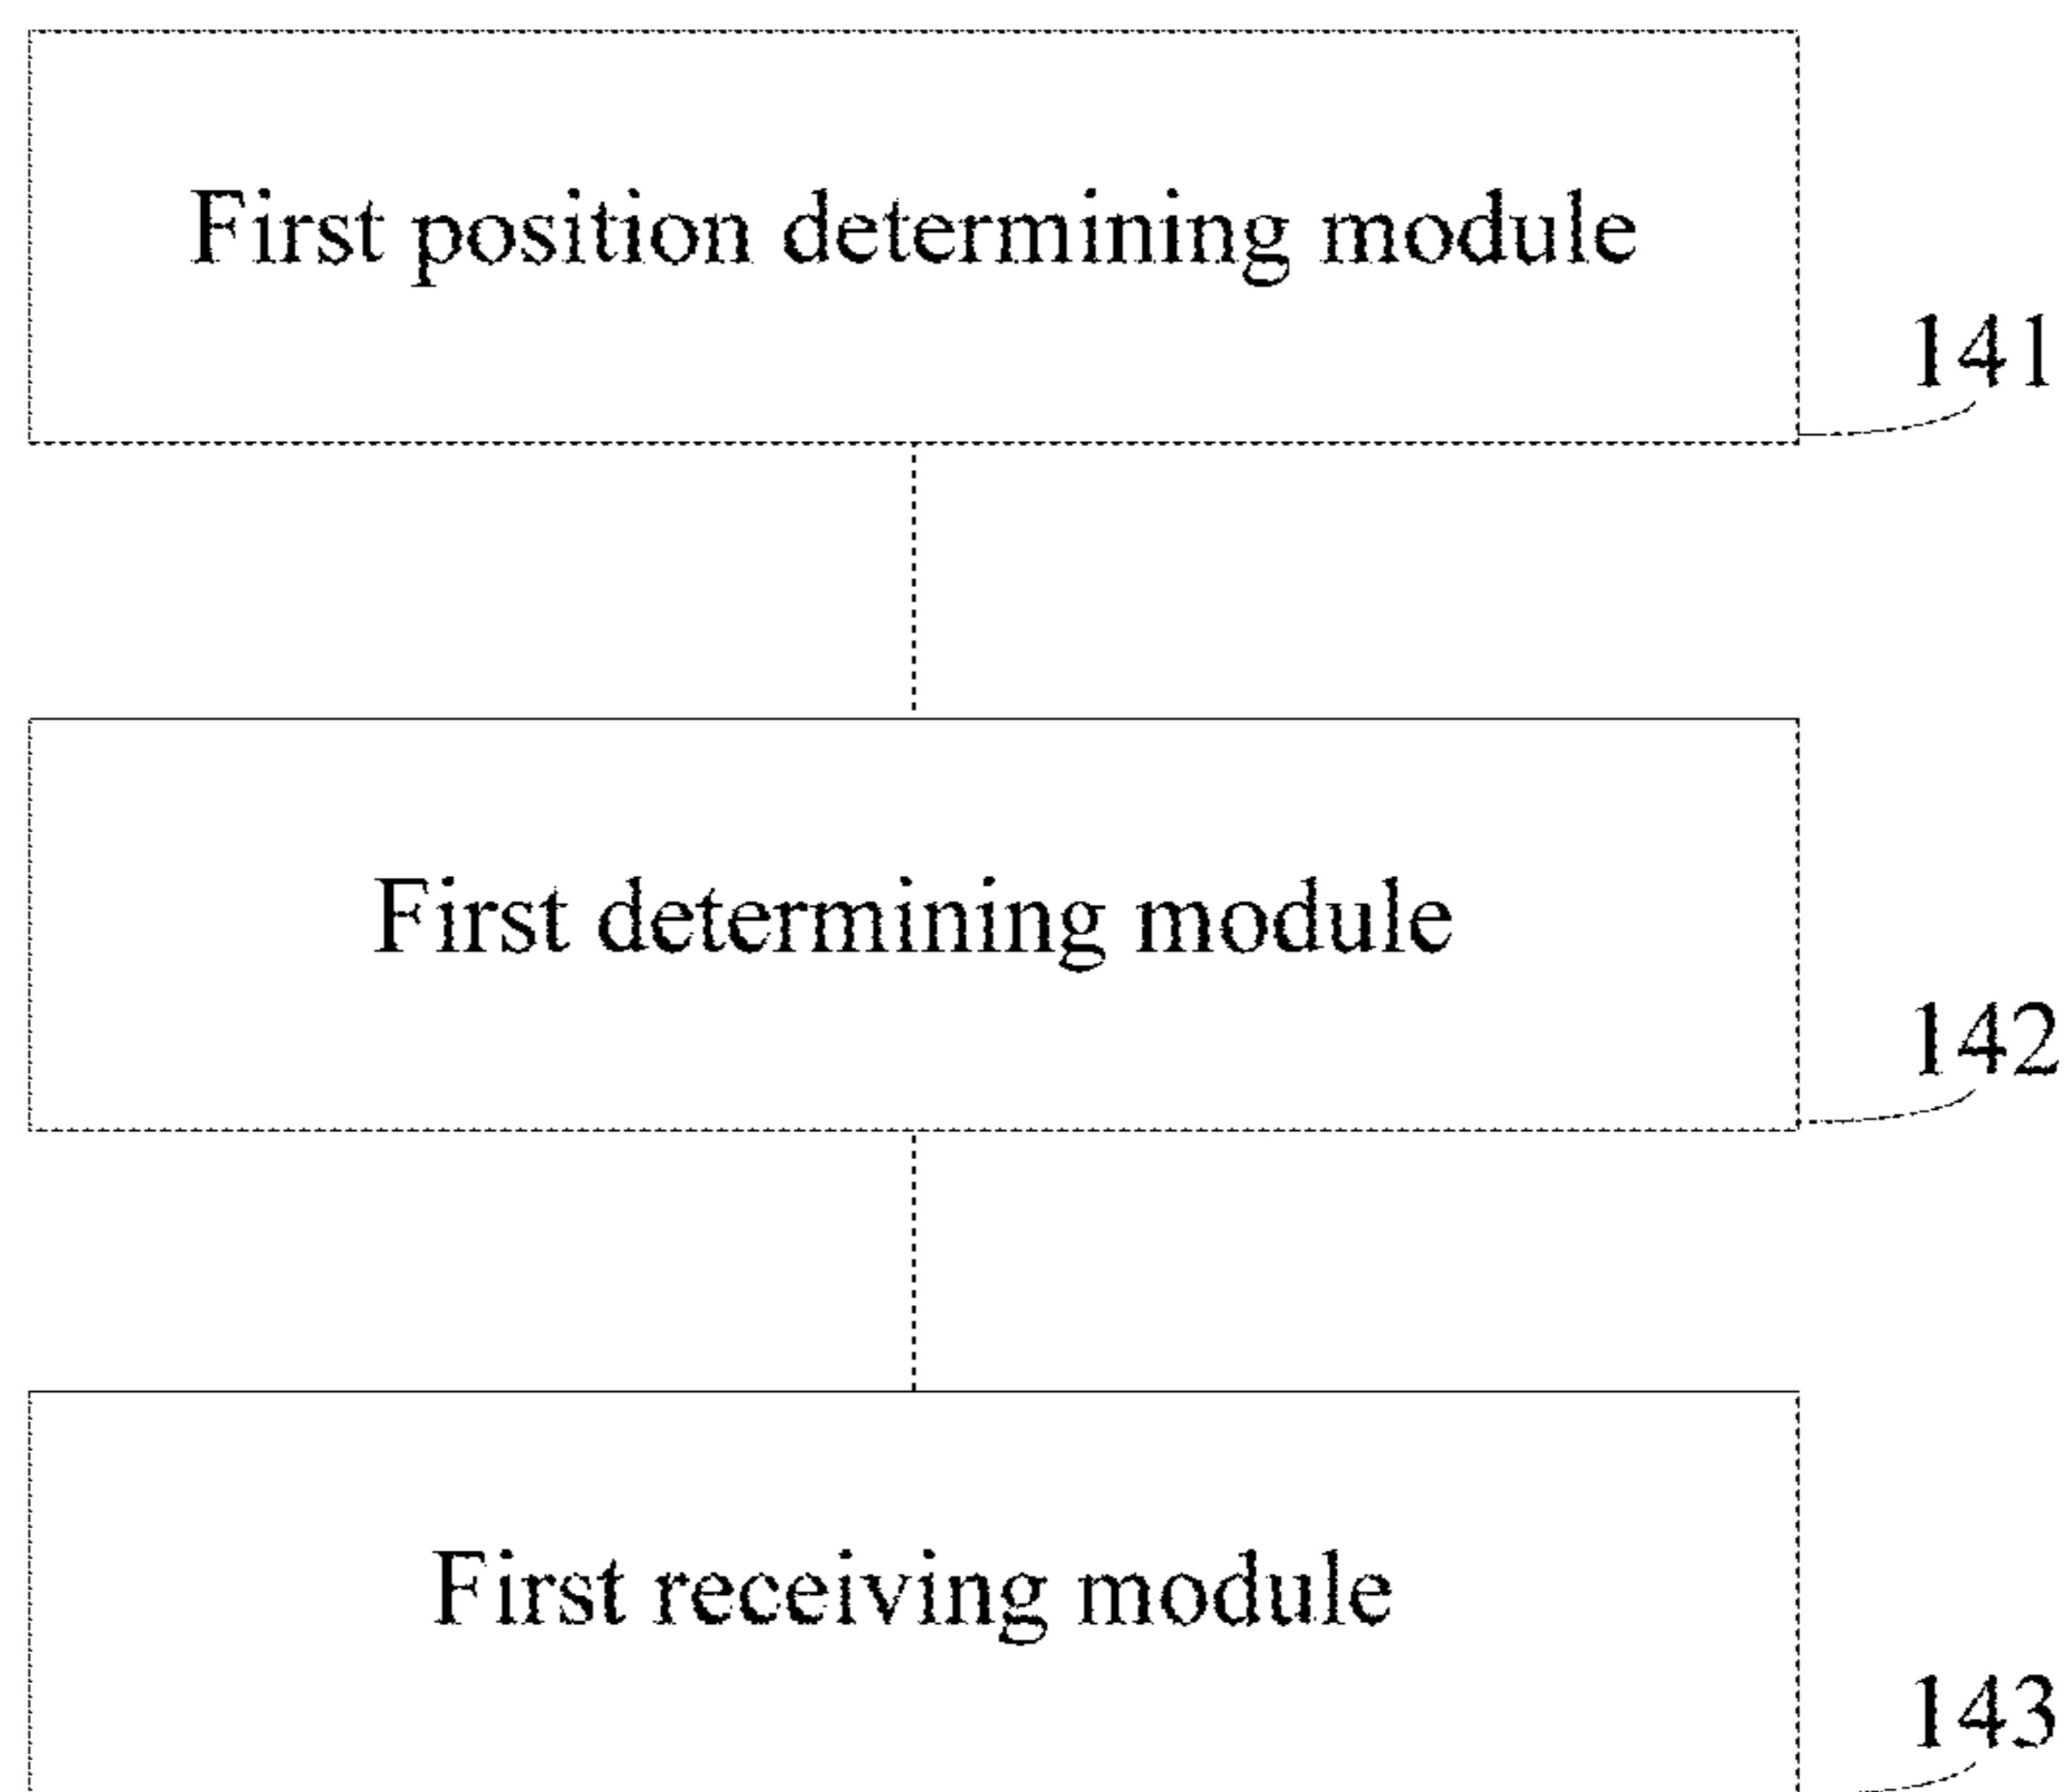 First position determining module
141
First determining module
142
First receiving module
143